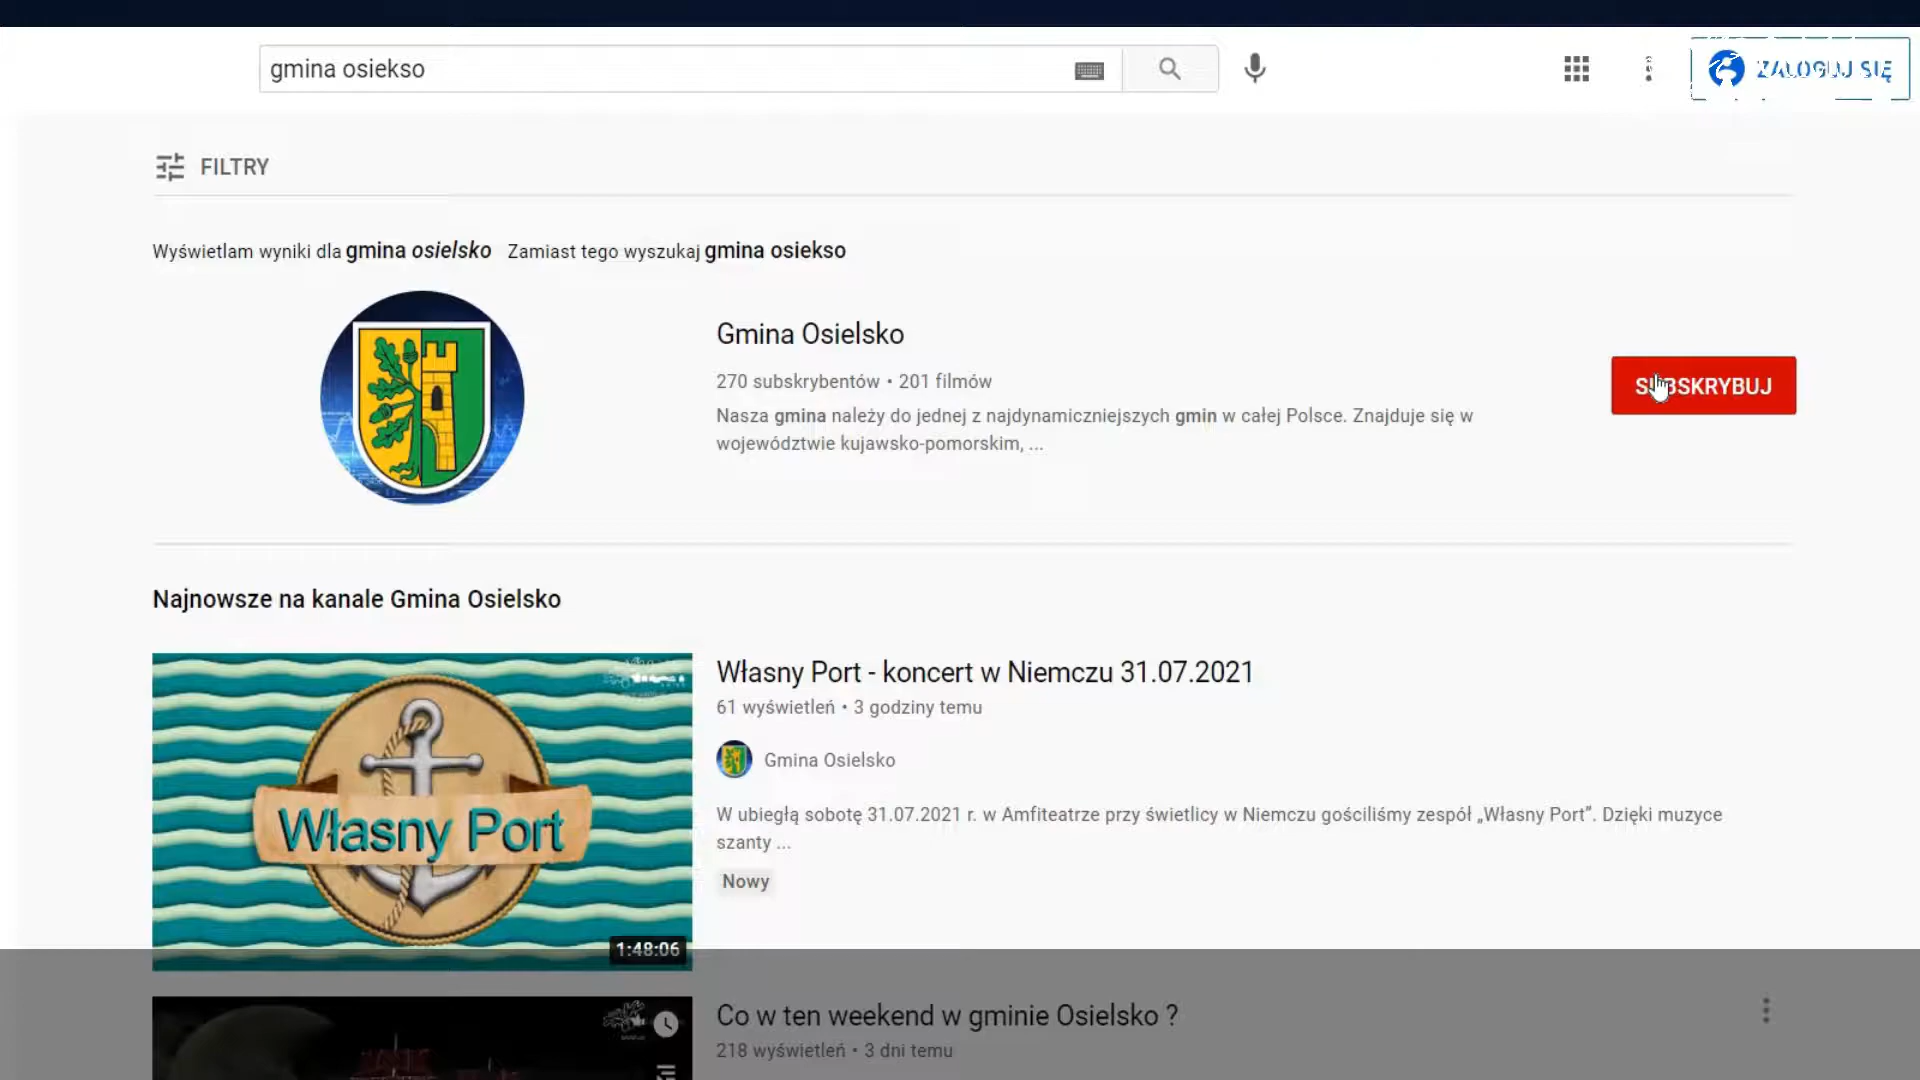 gmina osiekso
ZALOGUJ SIĘ
FILTRY
Wyświetlam wyniki dla gmina osielsko Zamiast tego wyszukaj gmina osiekso
Gmina Osielsko
270 subskrybentów • 201 filmów
Nasza gmina należy do jednej z najdynamiczniejszych gmin w całej Polsce. Znajduje się w
województwie kujawsko-pomorskim, ...
SUBSKRYBUJ
Najnowsze na kanale Gmina Osielsko
Własny Port
1:48:06
Własny Port - koncert w Niemczu 31.07.2021
61 wyświetleń • 3 godziny temu
Gmina Osielsko
W ubiegłą sobotę 31.07.2021 r. w Amfiteatrze przy świetlicy w Niemczu gościliśmy zespół „Własny Port”. Dzięki muzyce
szanty ...
Nowy
Co w ten weekend w gminie Osielsko ?
218 wyświetleń • 3 dni temu